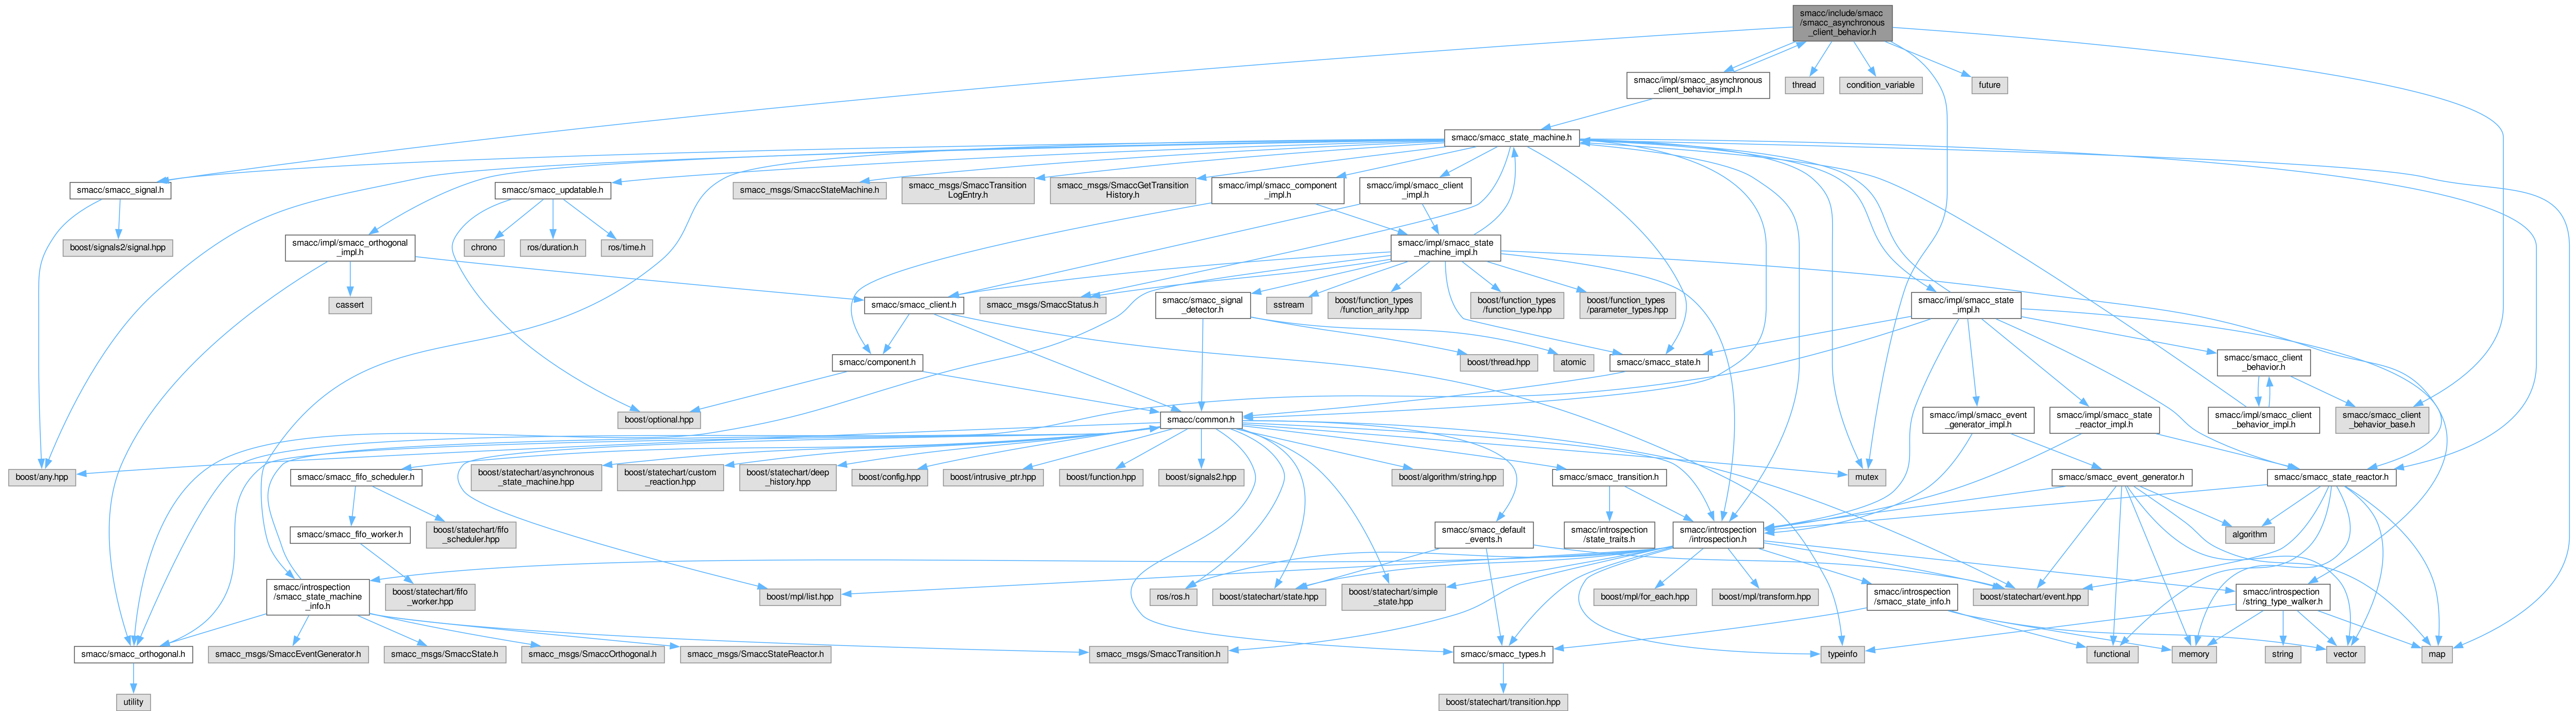 smacc/include/smacc
/smacc_asynchronous
_client_behavior.h
smacc/impl/smacc_asynchronous
_client_behavior_impl.h
thread
condition_variable
future
smacc/smacc_state_machine.h
smacc/smacc_signal.h
smacc/smacc_updatable.h
smacc_msgs/SmaccStateMachine.h
smacc_msgs/SmaccTransition
LogEntry.h
smacc_msgs/SmaccGetTransition
History.h
smacc/impl/smacc_component
_impl.h
smacc/impl/smacc_client
_impl.h
boost/signals2/signal.hpp
smacc/impl/smacc_orthogonal
_impl.h
chrono
ros/duration.h
ros/time.h
smacc/impl/smacc_state
_machine_impl.h
cassert
smacc/smacc_client.h
smacc_msgs/SmaccStatus.h
smacc/smacc_signal
_detector.h
sstream
boost/function_types
/function_arity.hpp
boost/function_types
/function_type.hpp
boost/function_types
/parameter_types.hpp
smacc/impl/smacc_state
_impl.h
smacc/component.h
boost/thread.hpp
atomic
smacc/smacc_state.h
smacc/smacc_client
_behavior.h
boost/optional.hpp
smacc/common.h
smacc/impl/smacc_event
_generator_impl.h
smacc/impl/smacc_state
_reactor_impl.h
smacc/impl/smacc_client
_behavior_impl.h
smacc/smacc_client
_behavior_base.h
boost/any.hpp
smacc/smacc_fifo_scheduler.h
boost/statechart/asynchronous
_state_machine.hpp
boost/statechart/custom
_reaction.hpp
boost/statechart/deep
_history.hpp
boost/config.hpp
boost/intrusive_ptr.hpp
boost/function.hpp
boost/signals2.hpp
boost/algorithm/string.hpp
smacc/smacc_transition.h
mutex
smacc/smacc_event_generator.h
smacc/smacc_state_reactor.h
smacc/smacc_fifo_worker.h
boost/statechart/fifo
_scheduler.hpp
smacc/smacc_default
_events.h
smacc/introspection
/state_traits.h
smacc/introspection
/introspection.h
algorithm
smacc/introspection
/smacc_state_machine
_info.h
boost/statechart/fifo
_worker.hpp
boost/mpl/list.hpp
ros/ros.h
boost/statechart/state.hpp
boost/statechart/simple
_state.hpp
boost/mpl/for_each.hpp
boost/mpl/transform.hpp
smacc/introspection
/smacc_state_info.h
boost/statechart/event.hpp
smacc/introspection
/string_type_walker.h
smacc/smacc_orthogonal.h
smacc_msgs/SmaccEventGenerator.h
smacc_msgs/SmaccState.h
smacc_msgs/SmaccOrthogonal.h
smacc_msgs/SmaccStateReactor.h
smacc_msgs/SmaccTransition.h
smacc/smacc_types.h
typeinfo
functional
memory
string
vector
map
utility
boost/statechart/transition.hpp